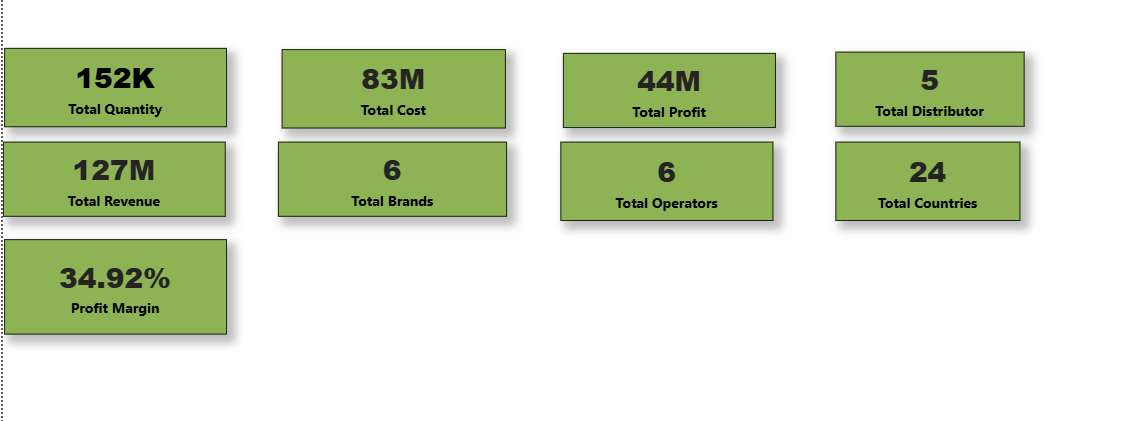 152K
Total Quantity
83M
Total Cost
44M
Total Profit
5
Total Distributor
127M
Total Revenue
6
Total Brands
6
Total Operators
24
Total Countries
34.92%
Profit Margin